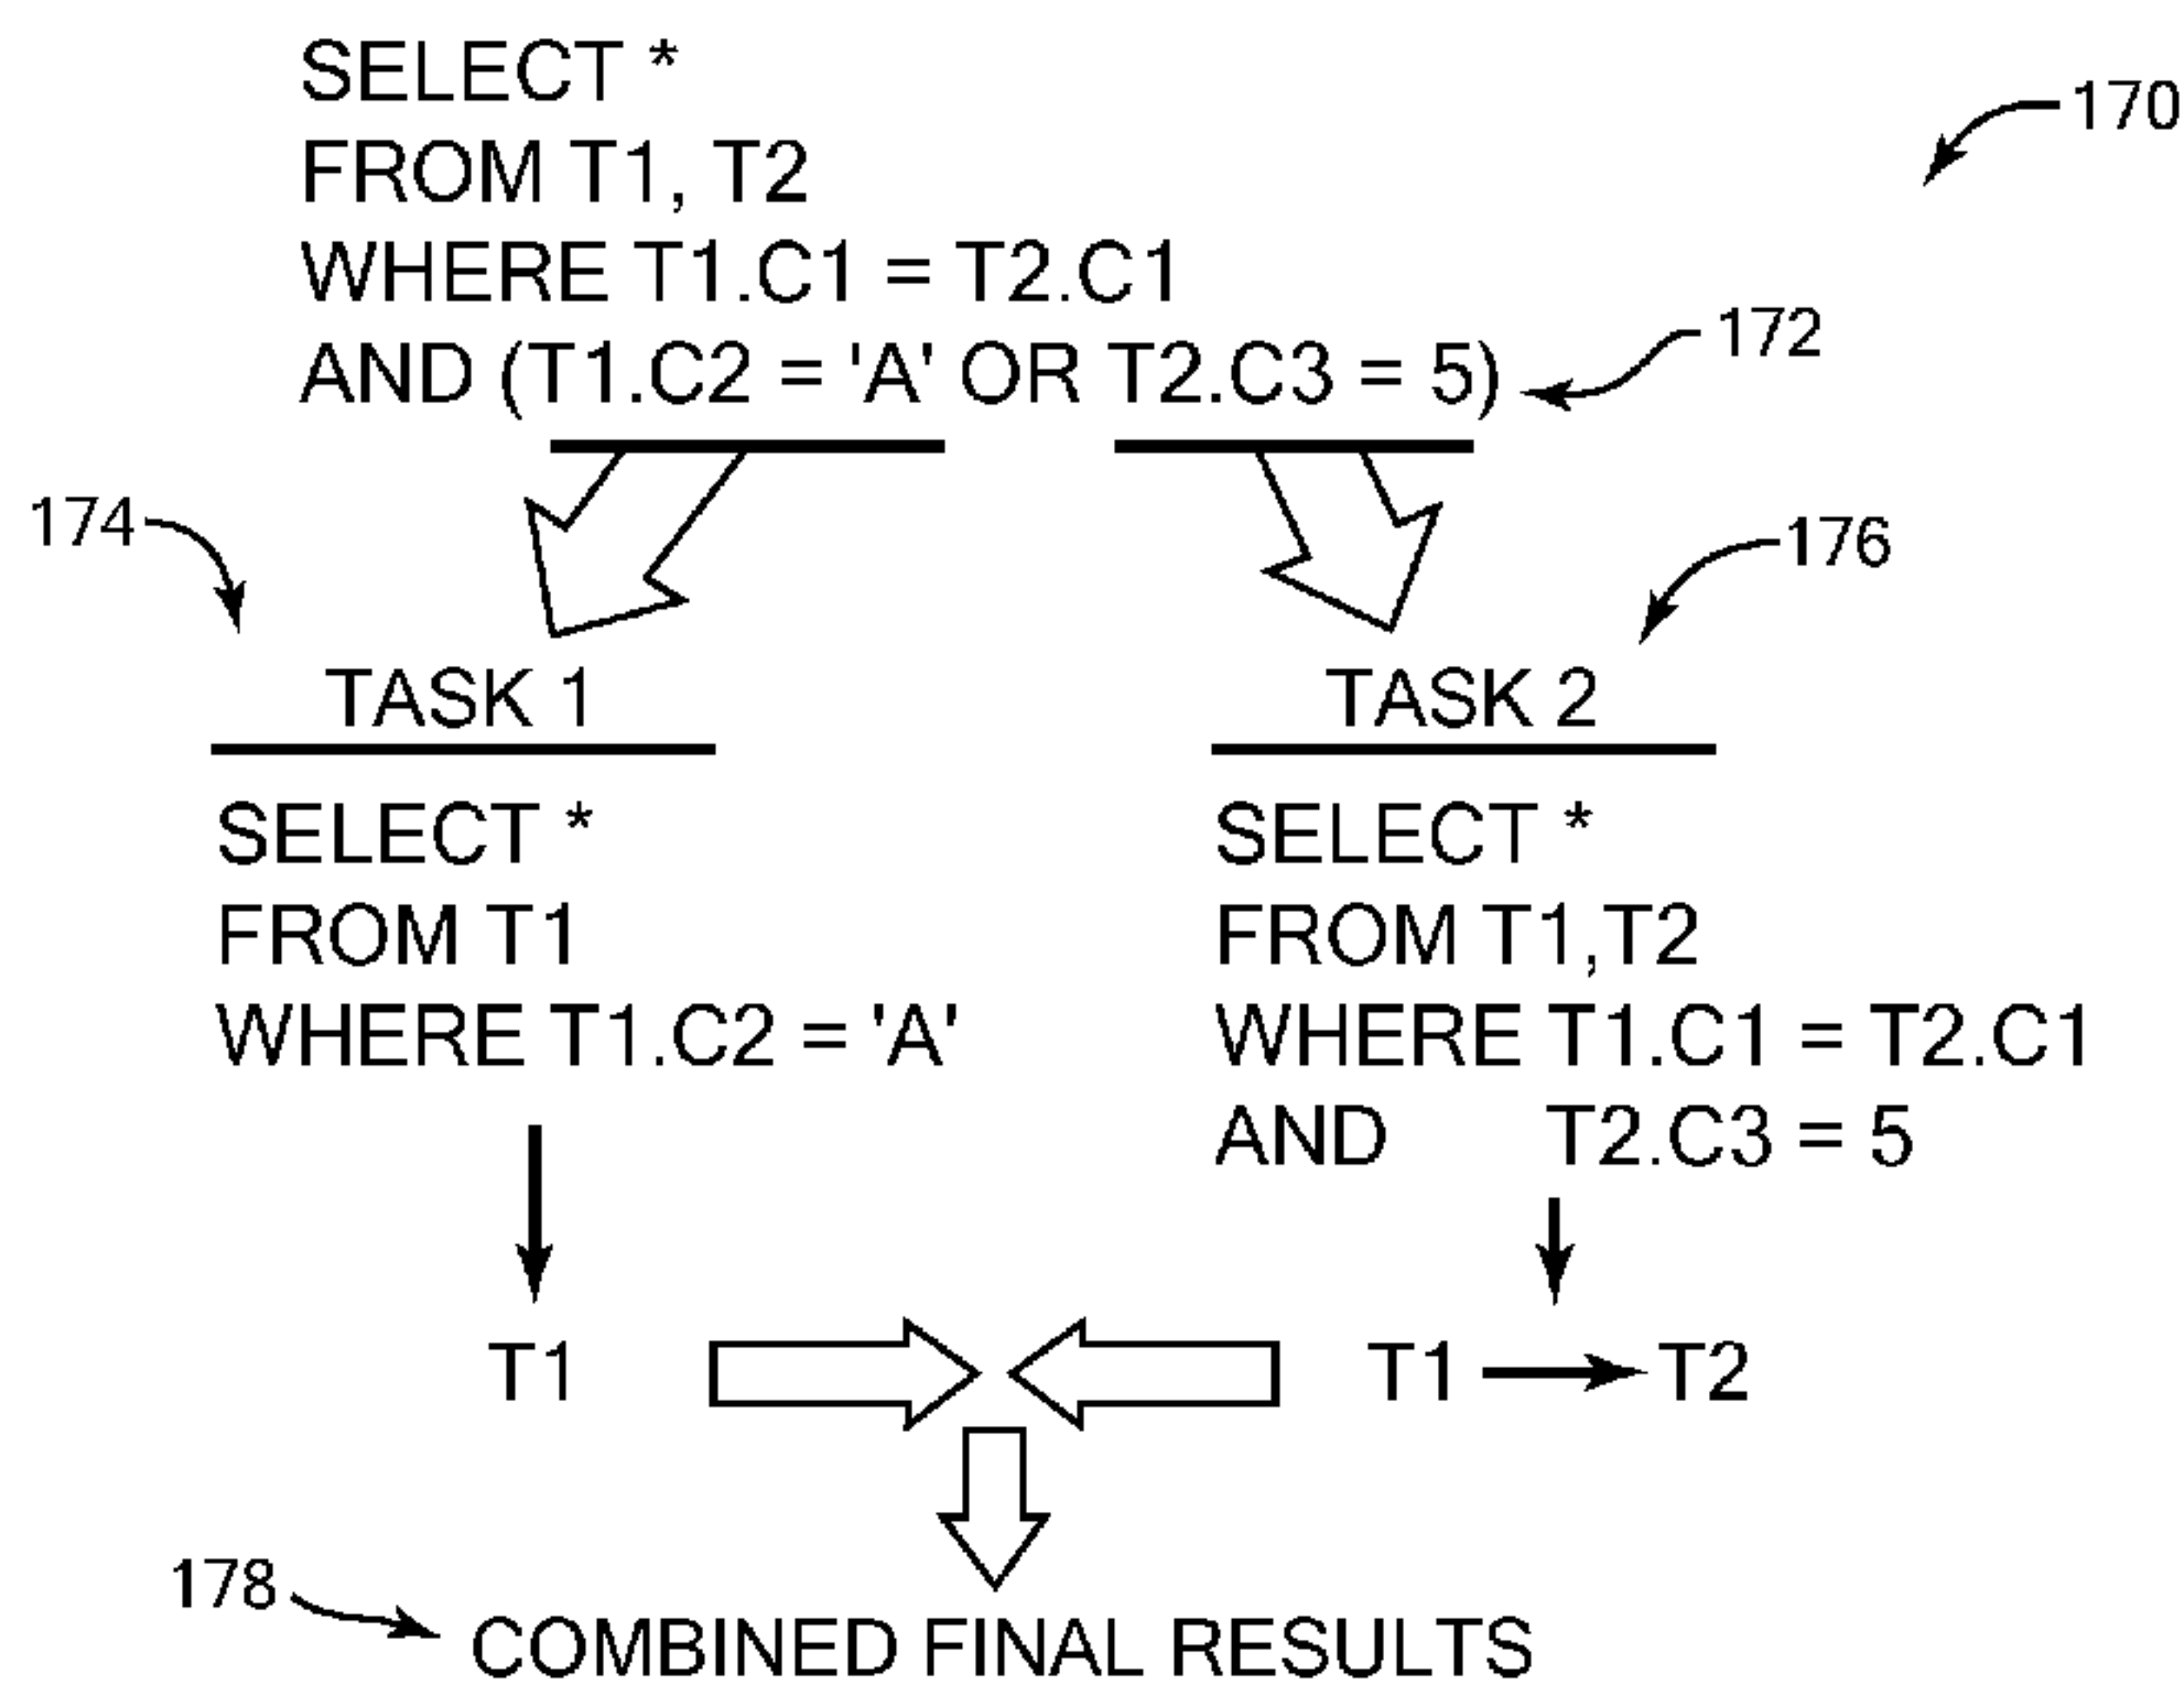 SELECT *
FROM T1, T2
WHERE T1.C1 = T2.C1
AND (T1.C2 = 'A' OR T2.C3 = 5)
170
172
174
176
TASK 1
SELECT *
FROM T1
WHERE T1.C2 = 'A'
TASK 2
SELECT *
FROM T1,T2
WHERE T1.C1 = T2.C1
AND T2.C3 = 5
T1
T1 T2
178
COMBINED FINAL RESULTS